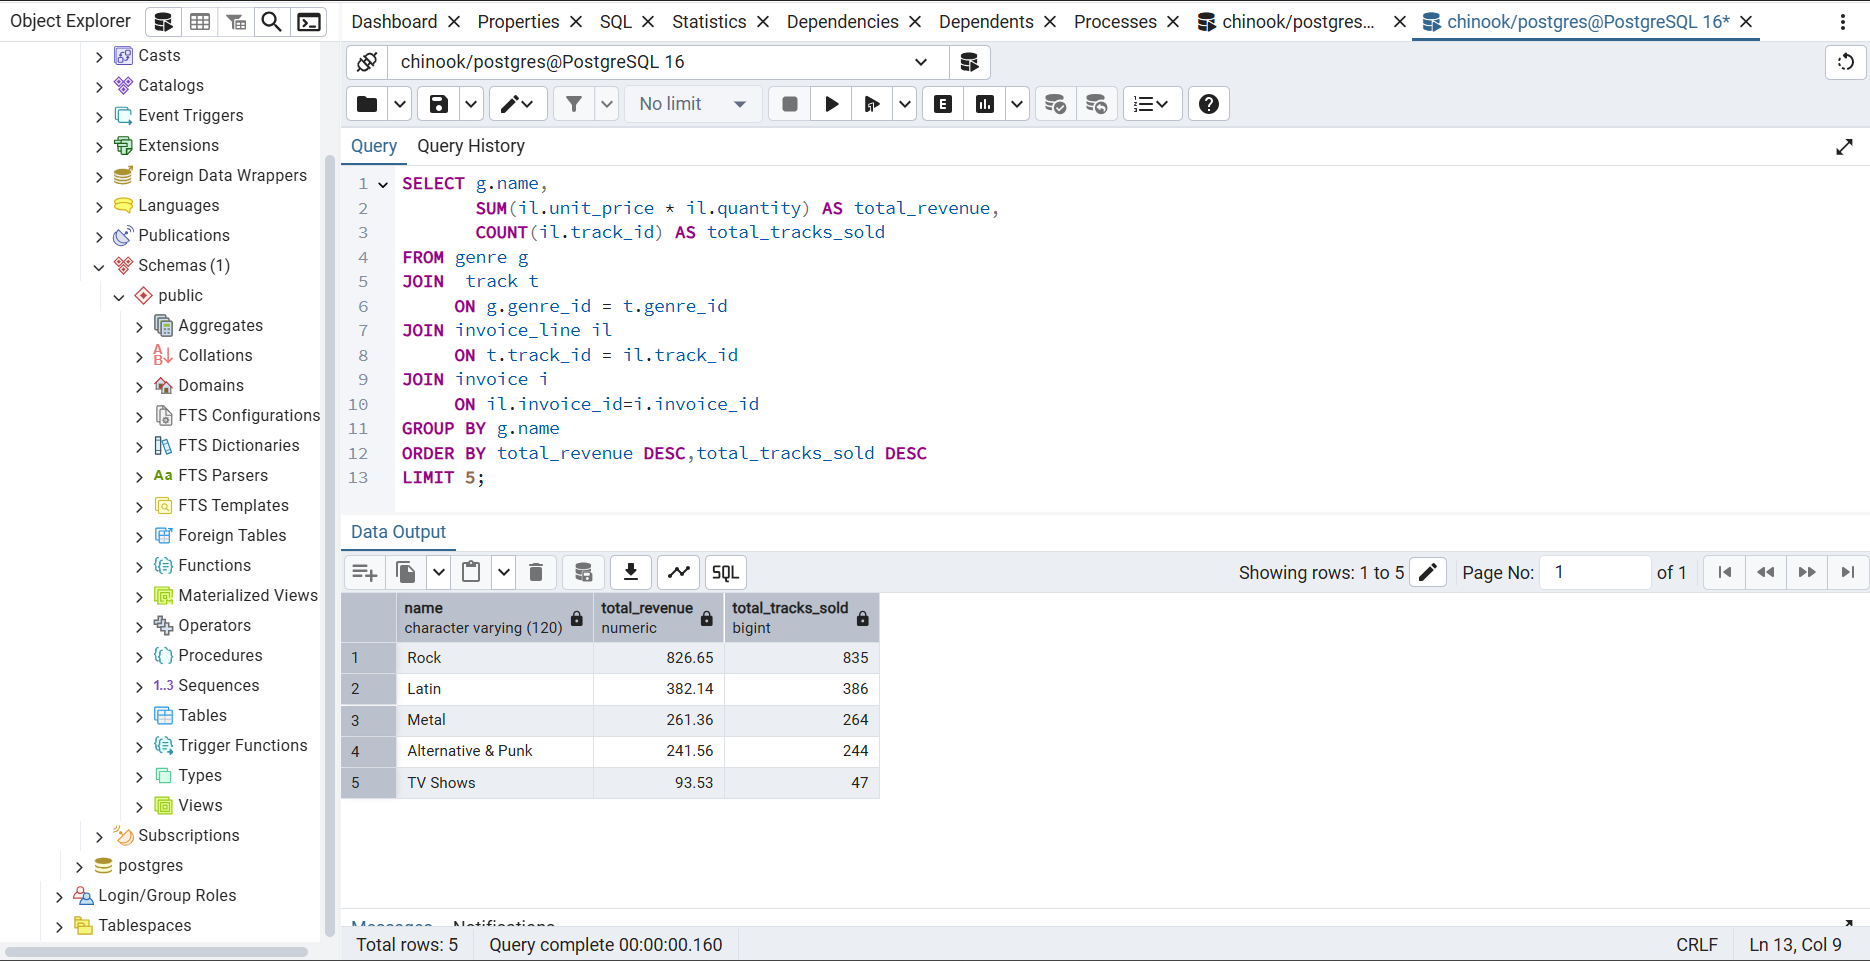 Object Explorer
Dashboard
Properties
SQL
Statistics
Dependencies
Dependents
Processes
chinook/postgres...
chinook/postgres@PostgreSQL 16*
Casts
Catalogs
Event Triggers
Extensions
Foreign Data Wrappers
Languages
Publications
Schemas (1)
public
Aggregates
Collations
Domains
FTS Configurations
FTS Dictionaries
Aa FTS Parsers
FTS Templates
Foreign Tables
Functions
Materialized Views
Operators
Procedures
1..3 Sequences
Tables
Trigger Functions
Types
Views
Subscriptions
postgres
Login/Group Roles
Tablespaces
chinook/postgres@PostgreSQL 16
No limit
E
Query
Query History
1 SELECT g.name,
2 SUM(il.unit_price * il.quantity) AS total_revenue,
3 COUNT(il.track_id) AS total_tracks_sold
4 FROM genre g
5 JOIN  track t
6 ON g.genre_id = t.genre_id
7 JOIN invoice_line il
8 ON t.track_id = il.track_id
9 JOIN invoice i
10 ON il.invoice_id=i.invoice_id
11 GROUP BY g.name
12 ORDER BY total_revenue DESC,total_tracks_sold DESC
13 LIMIT 5;
Data Output
SQL
Showing rows: 1 to 5
Page No: 1 of 1
name total_revenue total_tracks_sold
character varying (120) numeric bigint
1 Rock 826.65 835
2 Latin 382.14 386
3 Metal 261.36 264
4 Alternative & Punk 241.56 244
5 TV Shows 93.53 47
Messages Notifications
Total rows: 5 Query complete 00:00:00.160 CRLF Ln 13, Col 9